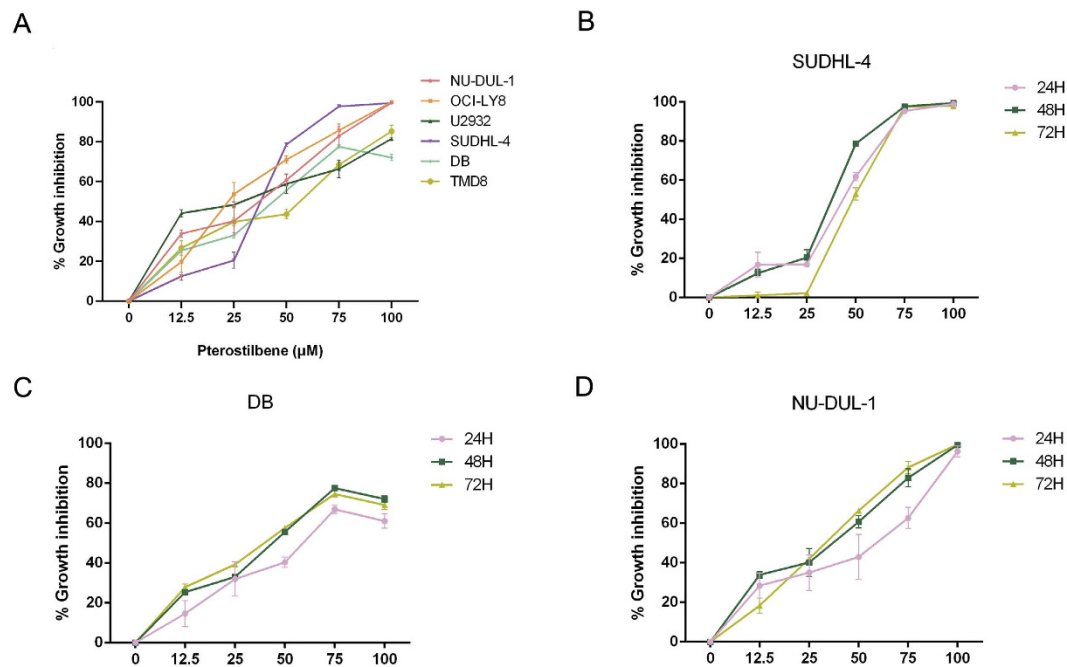 A
% Growth inhibition
100
80
60
40
20
0
0 12.5 25 50 75 100
Pterostilbene (μM)
NU-DUL-1
OCI-LY8
U2932
SUDHL-4
DB
TMD8
B
SUDHL-4
% Growth inhibition
100
80
60
40
20
0
0 12.5 25 50 75 100
24H
48H
72H
C
DB
% Growth inhibition
100
80
60
40
20
0
0 12.5 25 50 75 100
24H
48H
72H
D
NU-DUL-1
% Growth inhibition
100
80
60
40
20
0
0 12.5 25 50 75 100
24H
48H
72H